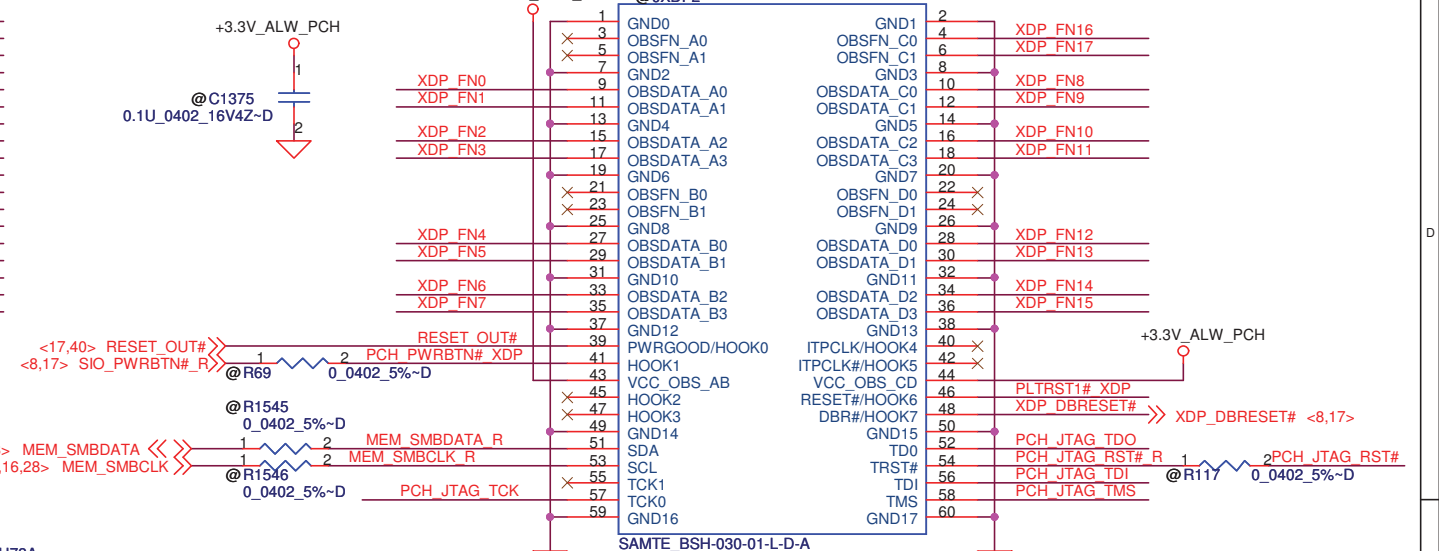 +3.3V_ALW_PCH
1
@C1375
0.1U_0402_16V4Z~D
2
1 GND0 GND1 2
3 OBSFN_A0 OBSFN_C0 4 XDP_FN16
5 OBSFN_A1 OBSFN_C1 6 XDP_FN17
7 GND2 GND3 8
XDP_FN0 9 OBSDATA_A0 OBSDATA_C0 10 XDP_FN8
XDP_FN1 11 OBSDATA_A1 OBSDATA_C1 12 XDP_FN9
13 GND4 GND5 14
XDP_FN2 15 OBSDATA_A2 OBSDATA_C2 16 XDP_FN10
XDP_FN3 17 OBSDATA_A3 OBSDATA_C3 18 XDP_FN11
19 GND6 GND7 20
21 OBSFN_B0 OBSFN_D0 22
23 OBSFN_B1 OBSFN_D1 24
25 GND8 GND9 26
D
XDP_FN4 27 OBSDATA_B0 OBSDATA_D0 28 XDP_FN12
XDP_FN5 29 OBSDATA_B1 OBSDATA_D1 30 XDP_FN13
31 GND10 GND11 32
XDP_FN6 33 OBSDATA_B2 OBSDATA_D2 34 XDP_FN14
XDP_FN7 35 OBSDATA_B3 OBSDATA_D3 36 XDP_FN15
37 GND12 GND13 38
+3.3V_ALW_PCH
<17,40> RESET_OUT# RESET_OUT# 39 PWRGOOD/HOOK0 ITPCLK/HOOK4 40
<8,17> SIO_PWRBTN#_R 1 2 PCH_PWRBTN#_XDP 41 HOOK1 ITPCLK#/HOOK5 42
@R69 0_0402_5%~D
43 VCC_OBS_AB VCC_OBS_CD 44
45 HOOK2 RESET#/HOOK6 46 PLTRST1#_XDP
@R1545
47 HOOK3 DBR#/HOOK7 48 XDP_DBRESET# XDP_DBRESET# <8,17>
0_0402_5%~D
49 GND14 GND15 50
MEM_SMBDATA 1 2 MEM_SMBDATA_R 51 SDA TD0 52 PCH_JTAG_TDO
16,28> MEM_SMBCLK 1 2 MEM_SMBCLK_R 53 SCL TRST# 54 PCH_JTAG_RST#_R 1 2 PCH_JTAG_RST#
@R1546
0_0402_5%~D
55 TCK1 TDI 56 PCH_JTAG_TDI
@R117 0_0402_5%~D
PCH_JTAG_TCK 57 TCK0 TMS 58 PCH_JTAG_TMS
59 GND16 GND17 60
SAMTE_BSH-030-01-L-D-A